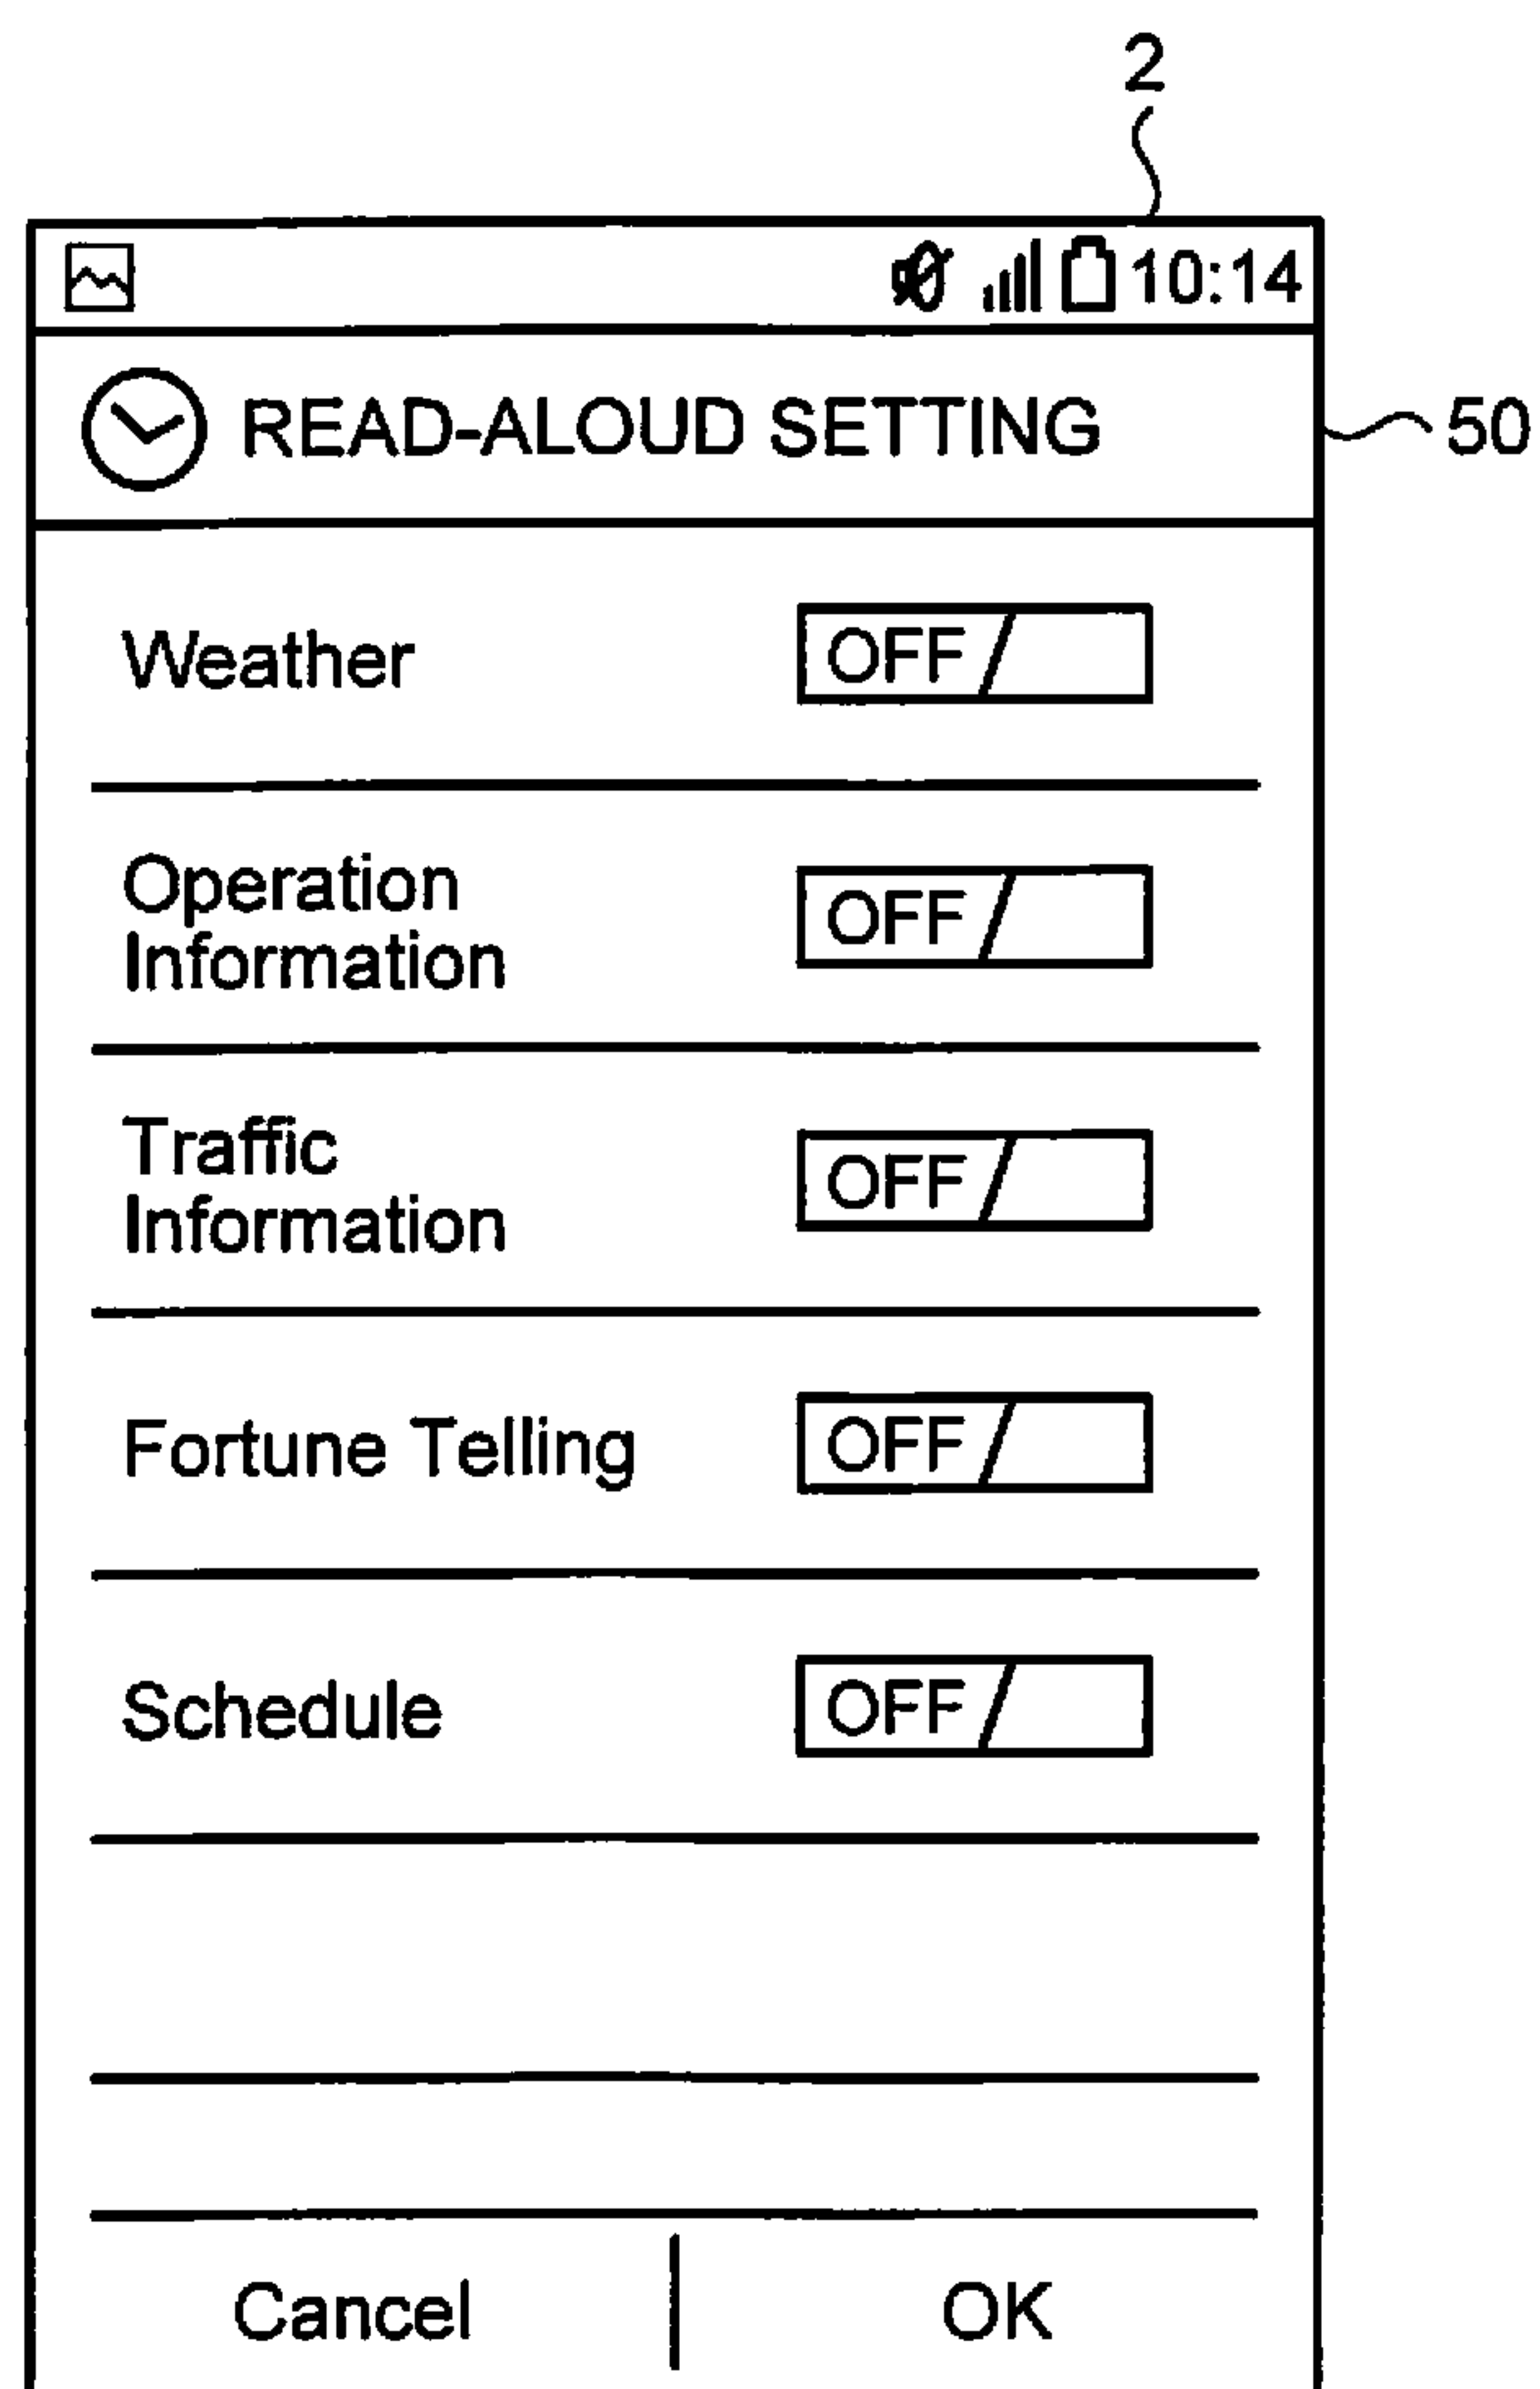 2
10:14
READ-ALOUD SETTING
50
Weather
OFF
Operation
Information
OFF
Traffic
Information
OFF
Fortune Telling
OFF
Schedule
OFF
Cancel
OK